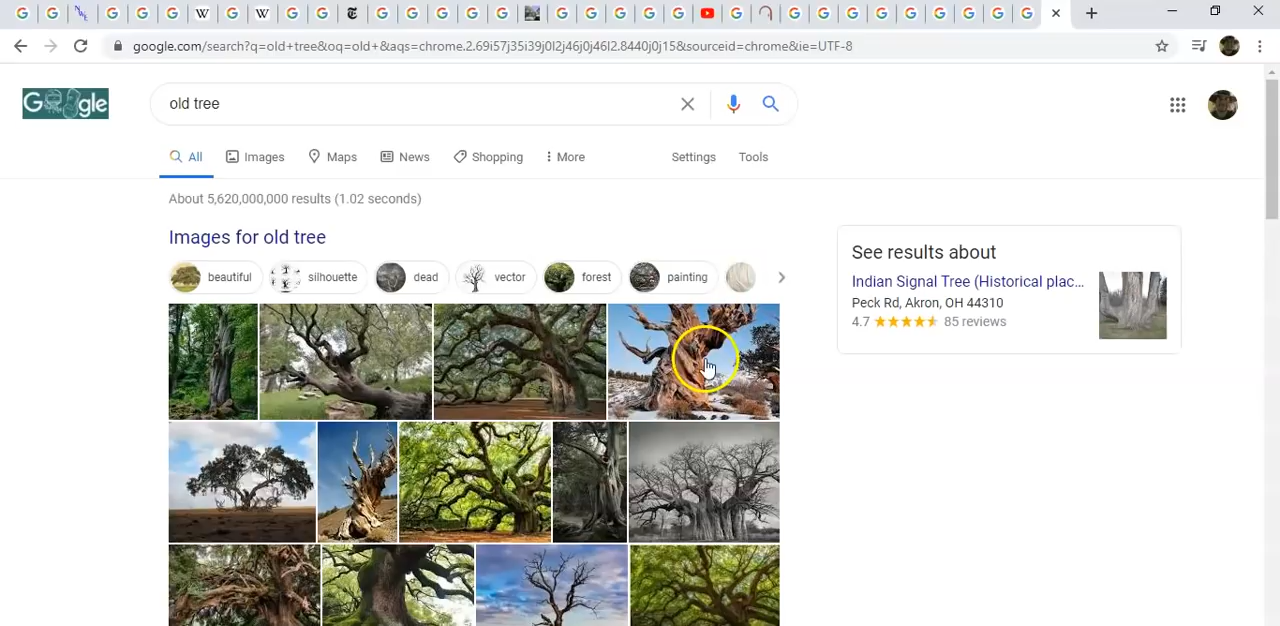 google.com/search?q=old+tree&oq=old+&aqs=chrome.2.69i57j35i39j0l2j46j0j46l2.8440j0j15&sourceid=chrome&ie=UTF-8
Google
old tree
All Images Maps News Shopping More Settings Tools
About 5,620,000,000 results (1.02 seconds)
Images for old tree
beautiful silhouette dead vector forest painting
See results about
Indian Signal Tree (Historical plac...
Peck Rd, Akron, OH 44310
4.7 85 reviews